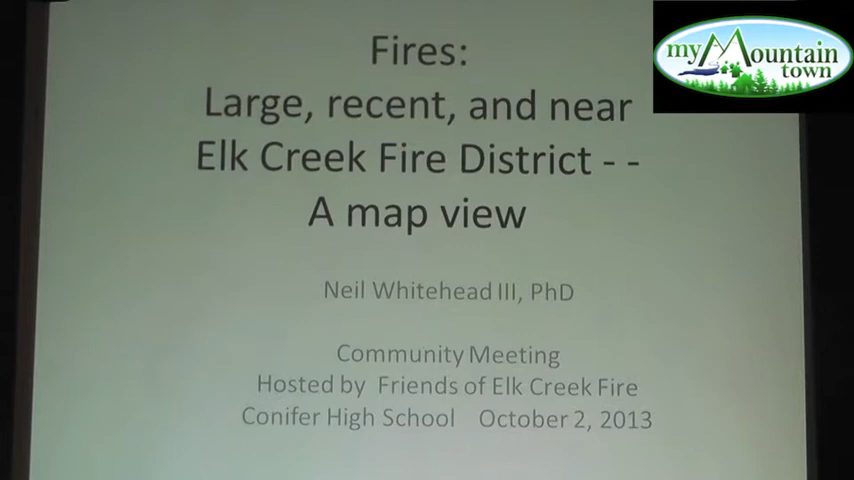 Fires:
Large, recent, and near
Elk Creek Fire District - -
A map view
Neil Whitehead III, PhD
Community Meeting
Hosted by Friends of Elk Creek Fire
Conifer High School October 2, 2013
my Mountain
town